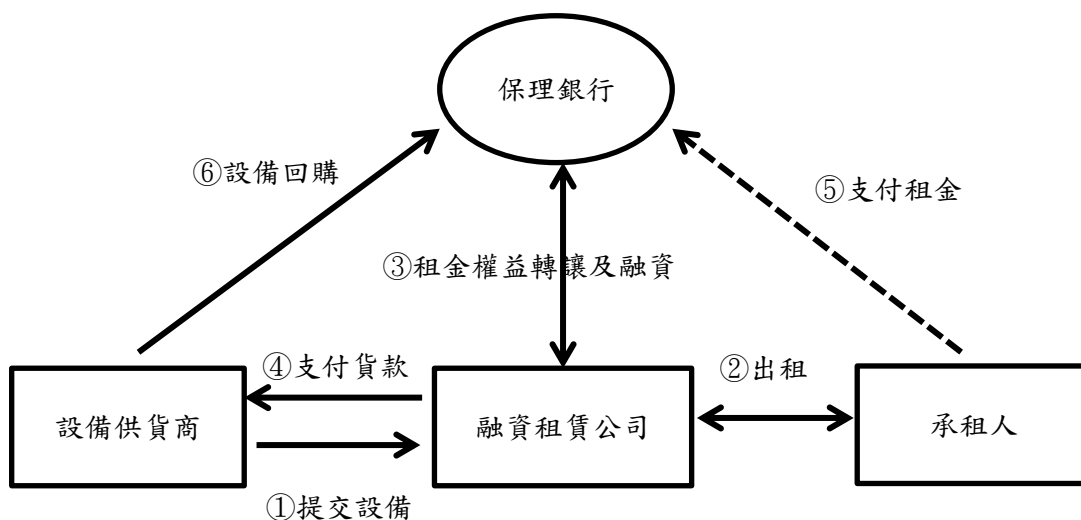 保理銀行
⑥設備回購
⑤支付租金
③租金權益轉讓及融資
④支付貨款
②出租
設備供貨商
融資租賃公司
承租人
①提交設備